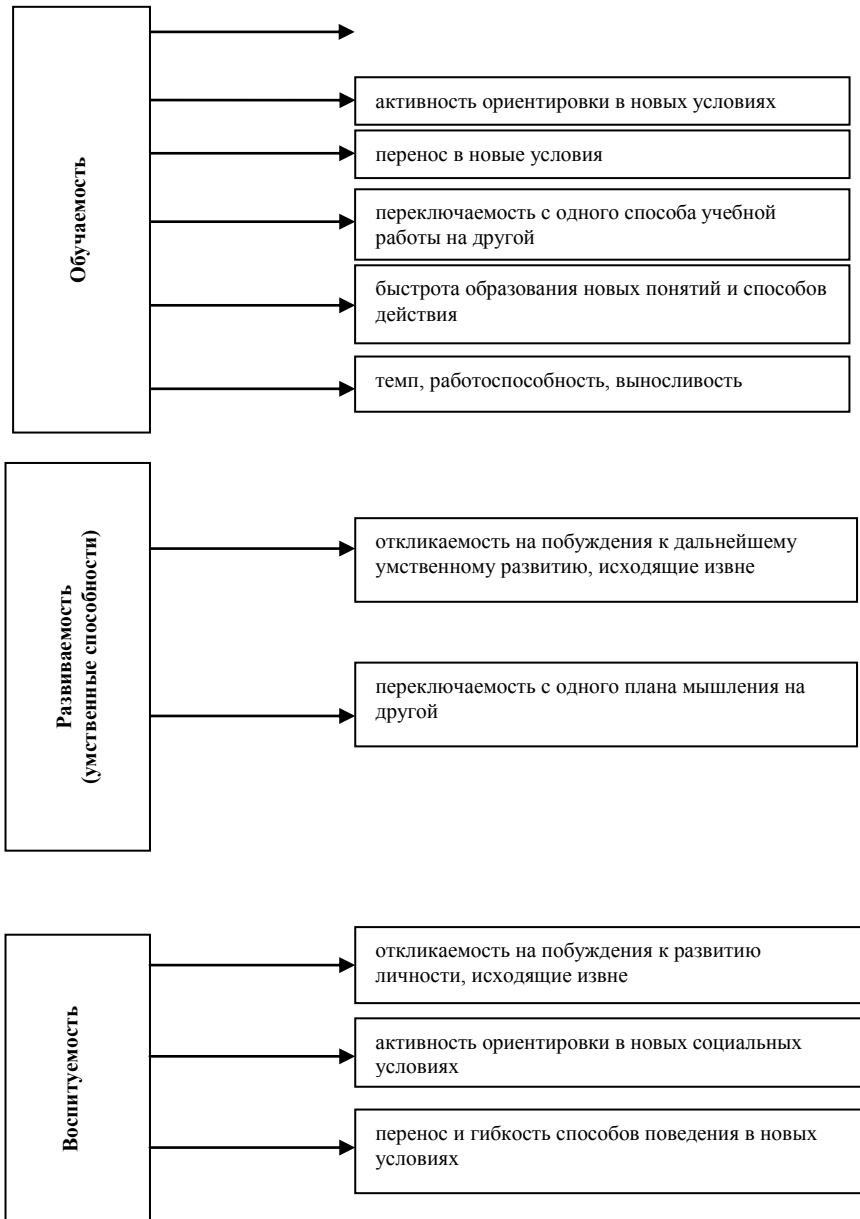 Обучаемость
активность ориентировки в новых условиях
перенос в новые условия
переключаемость с одного способа учебной
работы на другой
быстрота образования новых понятий и способов
действия
темп, работоспособность, выносливость
Развиваемость
(умственные способности)
откликаемость на побуждения к дальнейшему
умственному развитию, исходящие извне
переключаемость с одного плана мышления на
другой
Воспитуемость
откликаемость на побуждения к развитию
личности, исходящие извне
активность ориентировки в новых социальных
условиях
перенос и гибкость способов поведения в новых
условиях